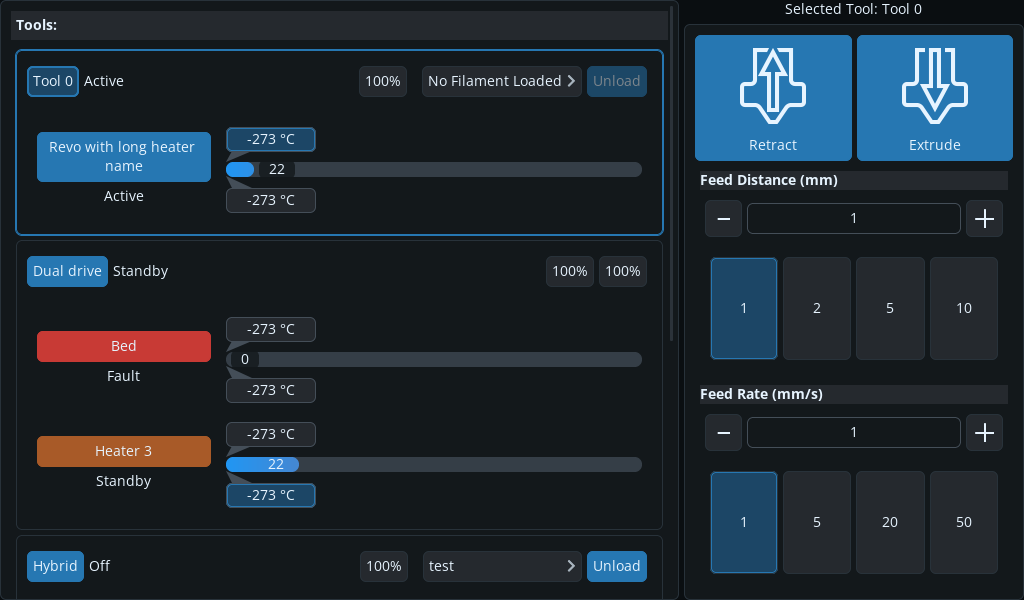 Tools:
Selected Tool: Tool 0
Tool 0 Active 100% No Filament Loaded Unload
Revo with long heater
name
Active
-273 °C
22
-273 °C
Dual drive Standby 100% 100%
Bed
Fault
-273 °C
0
-273 °C
Heater 3
Standby
-273 °C
22
-273 °C
Hybrid Off 100% test Unload
Retract Extrude
Feed Distance (mm)
1
1 2 5 10
Feed Rate (mm/s)
1
1 5 20 50